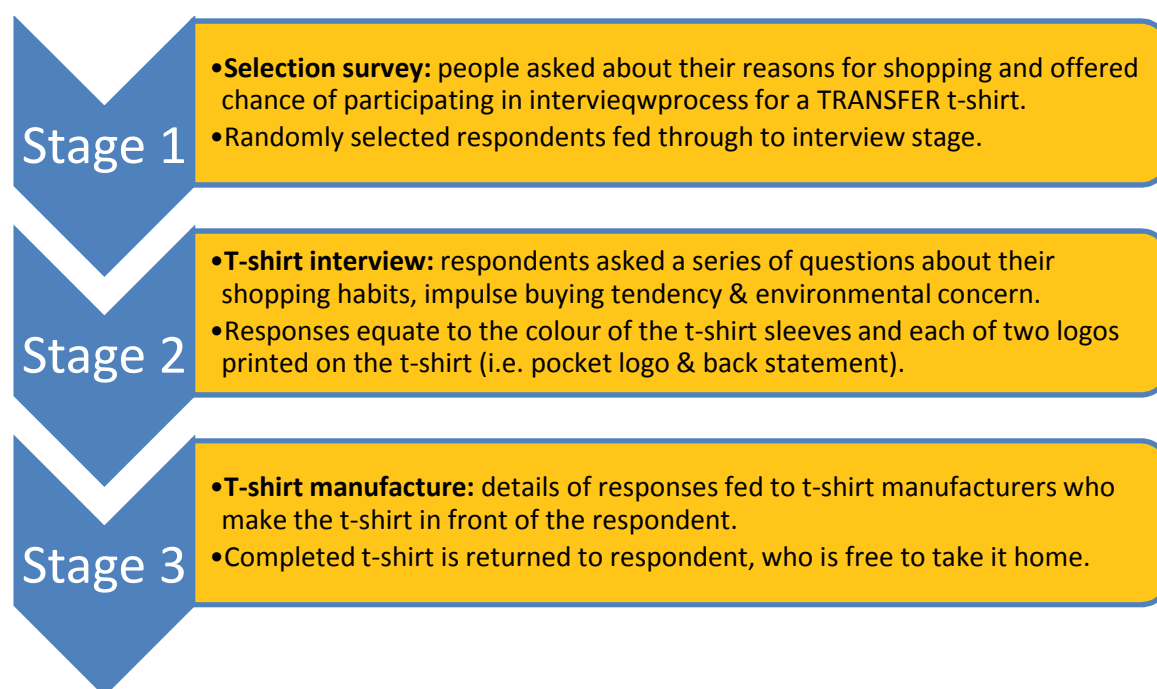 Stage 1
•Selection survey: people asked about their reasons for shopping and offered
chance of participating in intervieqwprocess for a TRANSFER t-shirt.
•Randomly selected respondents fed through to interview stage.
Stage 2
•T-shirt interview: respondents asked a series of questions about their
shopping habits, impulse buying tendency & environmental concern.
•Responses equate to the colour of the t-shirt sleeves and each of two logos
printed on the t-shirt (i.e. pocket logo & back statement).
Stage 3
•T-shirt manufacture: details of responses fed to t-shirt manufacturers who
make the t-shirt in front of the respondent.
•Completed t-shirt is returned to respondent, who is free to take it home.